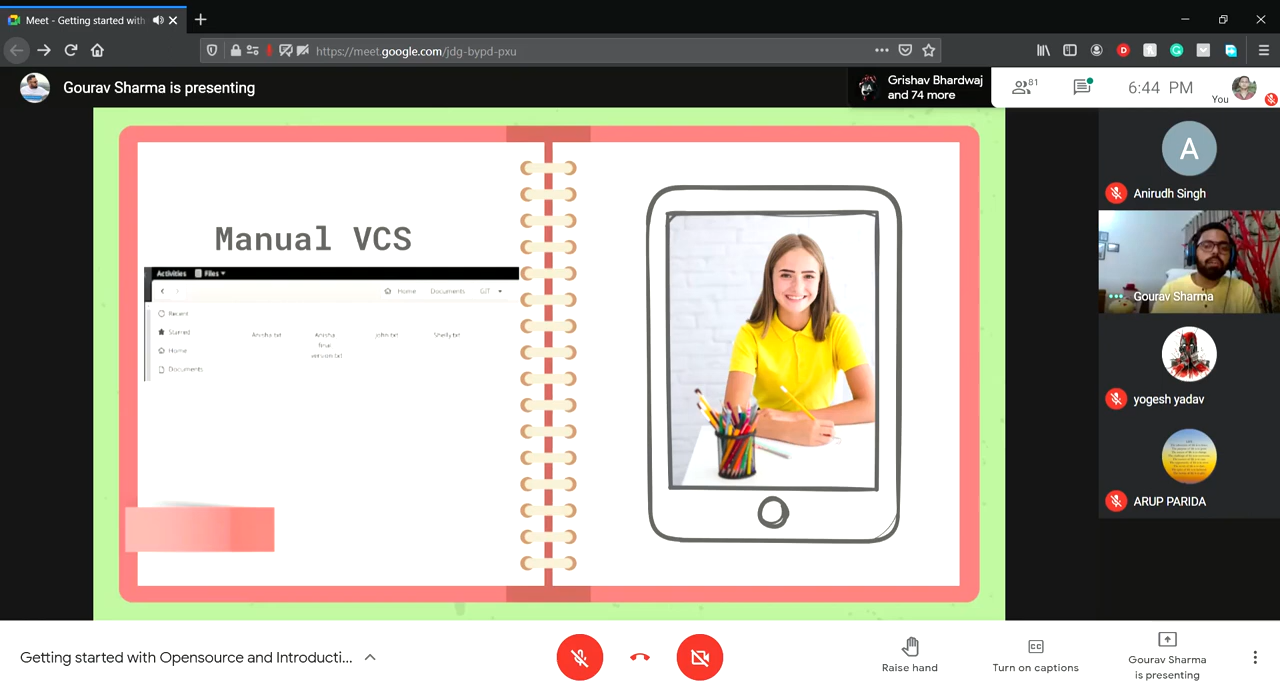 Meet - Getting started with
https://meet.google.com/jdg-bypd-pxu
Gourav Sharma is presenting
Grishav Bhardwaj
and 74 more
81
6:44 PM
You
A
Anirudh Singh
Gourav Sharma
yogesh yadav
ARUP PARIDA
Manual VCS
Activities
Files
Home
Documents
GIT
Recent
Starred
Home
Documents
Anisha.txt
Anisha
final
version.txt
john.txt
Shelly.txt
Getting started with Opensource and Introducti...
Raise hand
CC
Turn on captions
Gourav Sharma
is presenting